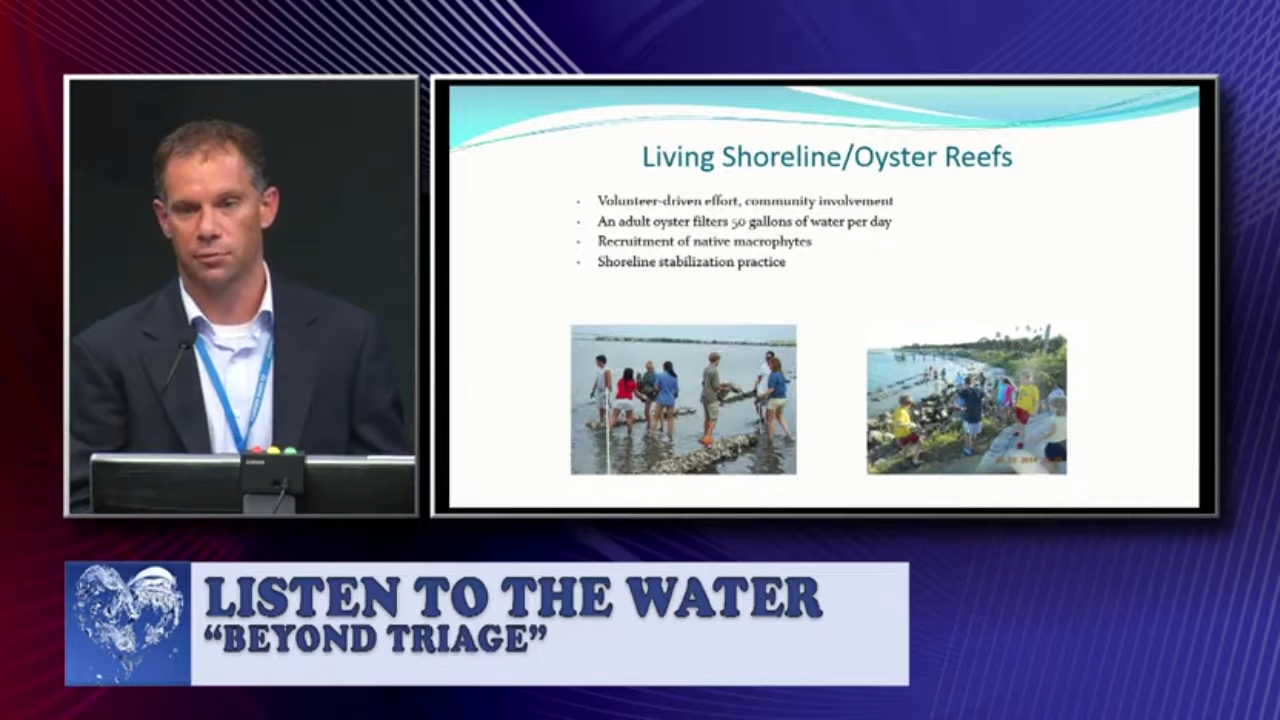 Living Shoreline/Oyster Reefs
Volunteer-driven effort, community involvement
An adult oyster filters 50 gallons of water per day
Recruitment of native macrophytes
Shoreline stabilization practice
LISTEN TO THE WATER
“BEYOND TRIAGE”